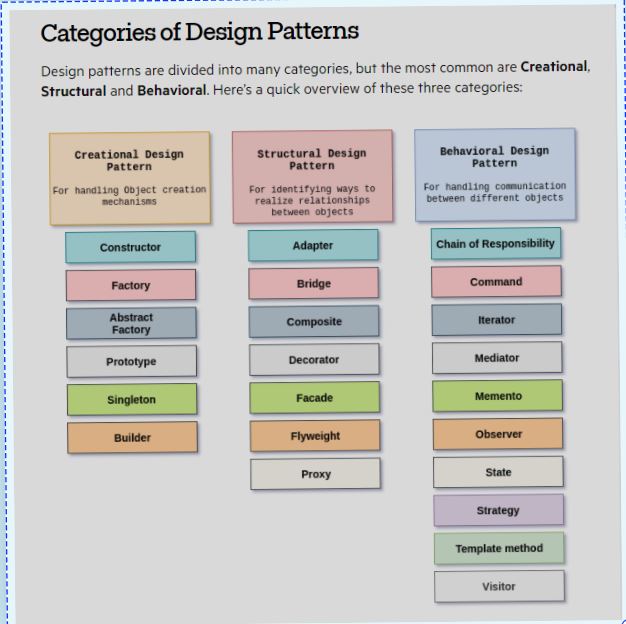 Categories of Design Patterns
Design patterns are divided into many categories, but the most common are Creational,
Structural and Behavioral. Here's a quick overview of these three categories:
Creational Design
Pattern
For handling Object creation
mechanisms
Constructor
Factory
Abstract
Factory
Prototype
Singleton
Builder
Structural Design
Pattern
For identifying ways to
realize relationships
between objects
Adapter
Bridge
Composite
Decorator
Facade
Flyweight
Proxy
Behavioral Design
Pattern
For handling communication
between different objects
Chain of Responsibility
Command
Iterator
Mediator
Memento
Observer
State
Strategy
Template method
Visitor